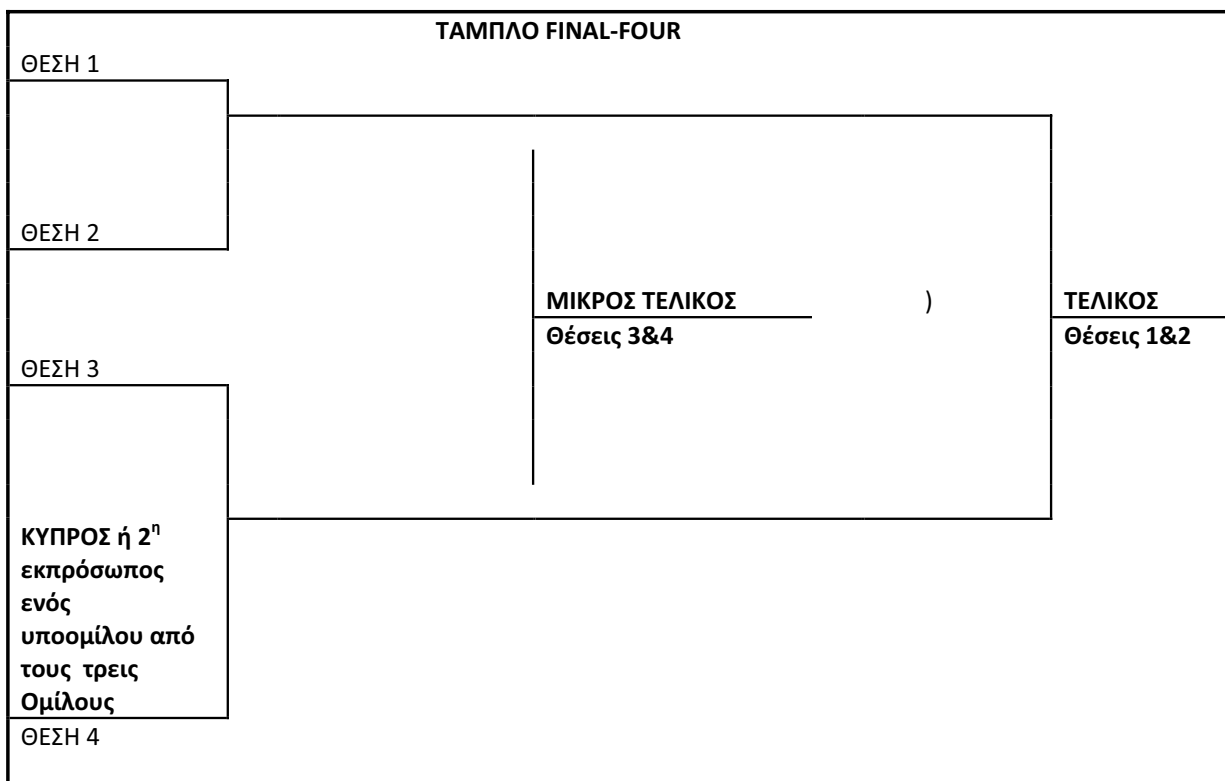 ΤΑΜΠΛΟ FINAL-FOUR
ΘΕΣΗ 1
ΘΕΣΗ 2
ΜΙΚΡΟΣ ΤΕΛΙΚΟΣ )
Θέσεις 3&4
ΤΕΛΙΚΟΣ
Θέσεις 1&2
ΘΕΣΗ 3
ΚΥΠΡΟΣ ή 2η
εκπρόσωπος
ενός
υποομίλου από
τους τρεις
Ομίλους
ΘΕΣΗ 4